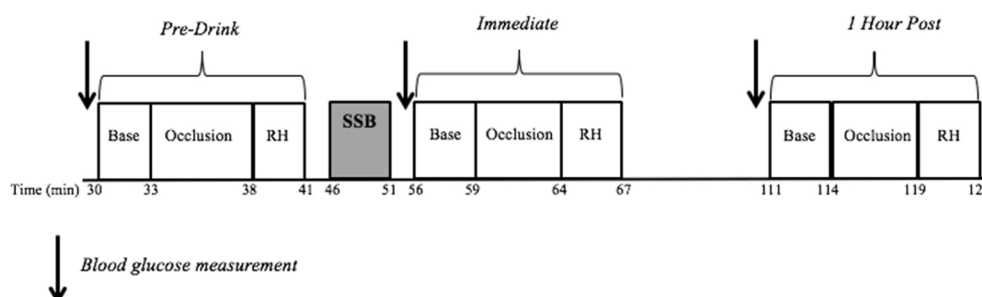 Pre-Drink
Immediate
1 Hour Post
Base Occlusion RH
SSB
Base Occlusion RH
Base Occlusion RH
Time (min) 30 33 38 41 46 51 56 59 64 67 111 114 119 12
Blood glucose measurement